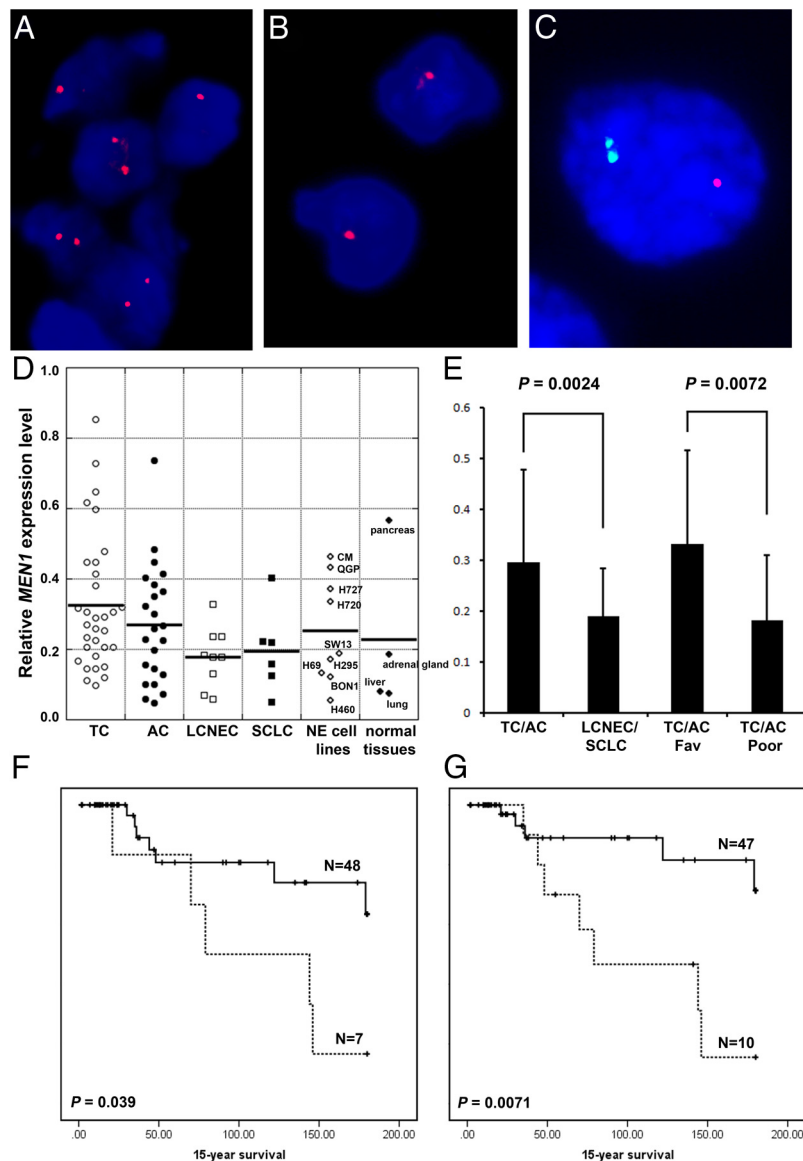 A
B
C
D
E
Relative MEN1 expression level
1.0
0.8
0.6
0.4
0.2
0.0
pancreas
CM
QGP
H727
H720
SW13
H69
H295
BON1
H460
adrenal gland
liver
lung
TC
AC
LCNEC
SCLC
NE cell
lines
normal
tissues
P = 0.0024
P = 0.0072
0.6
0.5
0.4
0.3
0.2
0.1
0
TC/AC
LCNEC/
SCLC
TC/AC
Fav
TC/AC
Poor
F
G
N=48
N=7
P = 0.039
.00
50.00
100.00
150.00
200.00
15-year survival
N=47
N=10
P = 0.0071
.00
50.00
100.00
150.00
200.00
15-year survival